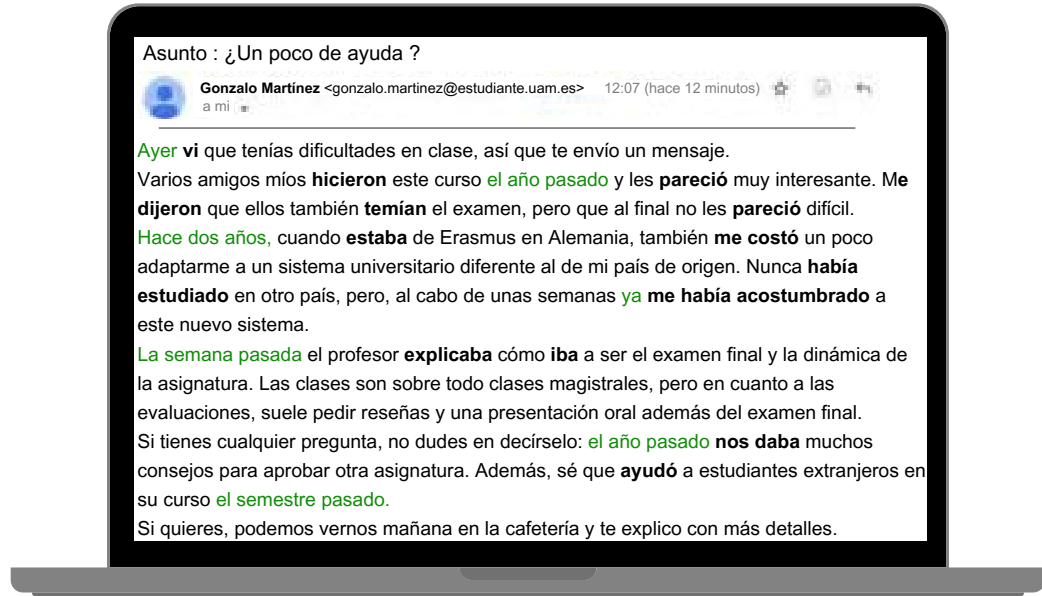 Asunto : ¿Un poco de ayuda ?
Gonzalo Martínez <gonzalo.martinez@estudiante.uam.es> 12:07 (hace 12 minutos)
a mi
Ayer vi que tenías dificultades en clase, así que te envío un mensaje.
Varios amigos míos hicieron este curso el año pasado y les pareció muy interesante. Me
dijeron que ellos también temían el examen, pero que al final no les pareció difícil.
Hace dos años, cuando estaba de Erasmus en Alemania, también me costó un poco
adaptarme a un sistema universitario diferente al de mi país de origen. Nunca había
estudiado en otro país, pero, al cabo de unas semanas ya me había acostumbrado a
este nuevo sistema.
La semana pasada el profesor explicaba cómo iba a ser el examen final y la dinámica de
la asignatura. Las clases son sobre todo clases magistrales, pero en cuanto a las
evaluaciones, suele pedir reseñas y una presentación oral además del examen final.
Si tienes cualquier pregunta, no dudes en decírselo: el año pasado nos daba muchos
consejos para aprobar otra asignatura. Además, sé que ayudó a estudiantes extranjeros en
su curso el semestre pasado.
Si quieres, podemos vernos mañana en la cafetería y te explico con más detalles.